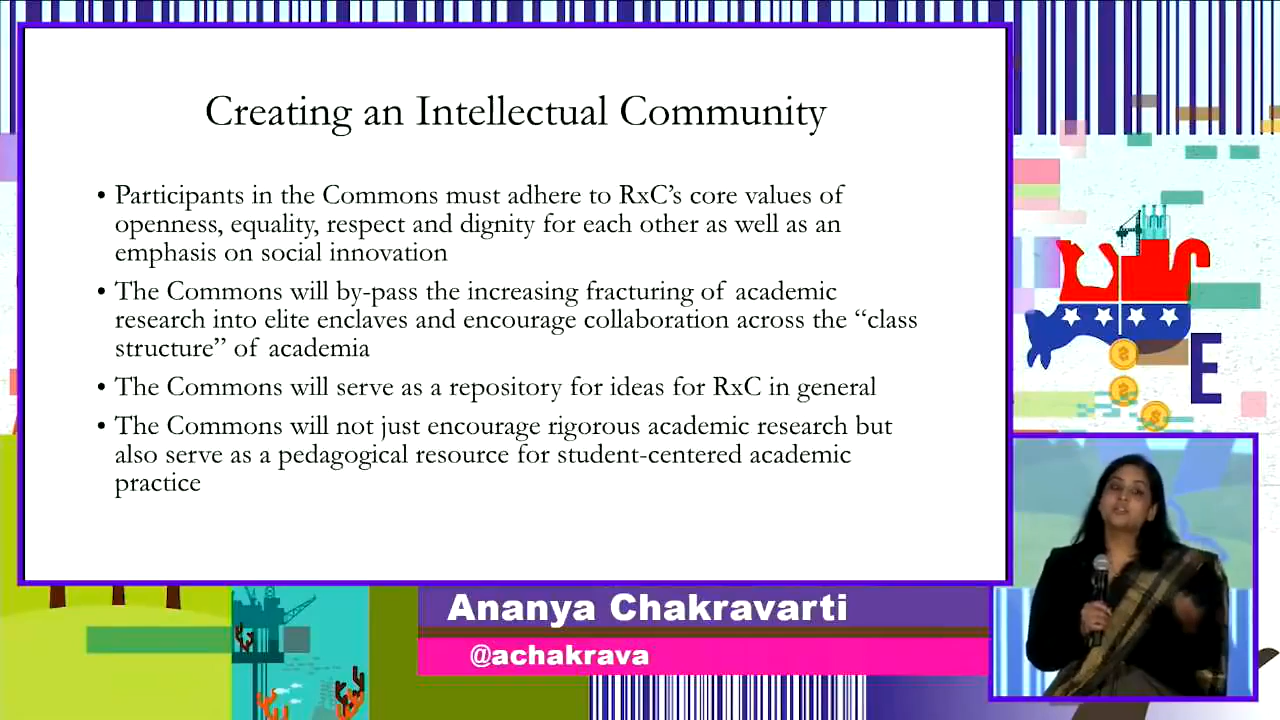 Creating an Intellectual Community
• Participants in the Commons must adhere to RxC’s core values of
openness, equality, respect and dignity for each other as well as an
emphasis on social innovation
• The Commons will by-pass the increasing fracturing of academic
research into elite enclaves and encourage collaboration across the “class
structure” of academia
• The Commons will serve as a repository for ideas for RxC in general
• The Commons will not just encourage rigorous academic research but
also serve as a pedagogical resource for student-centered academic
practice
E
Ananya Chakravarti
@achakrava